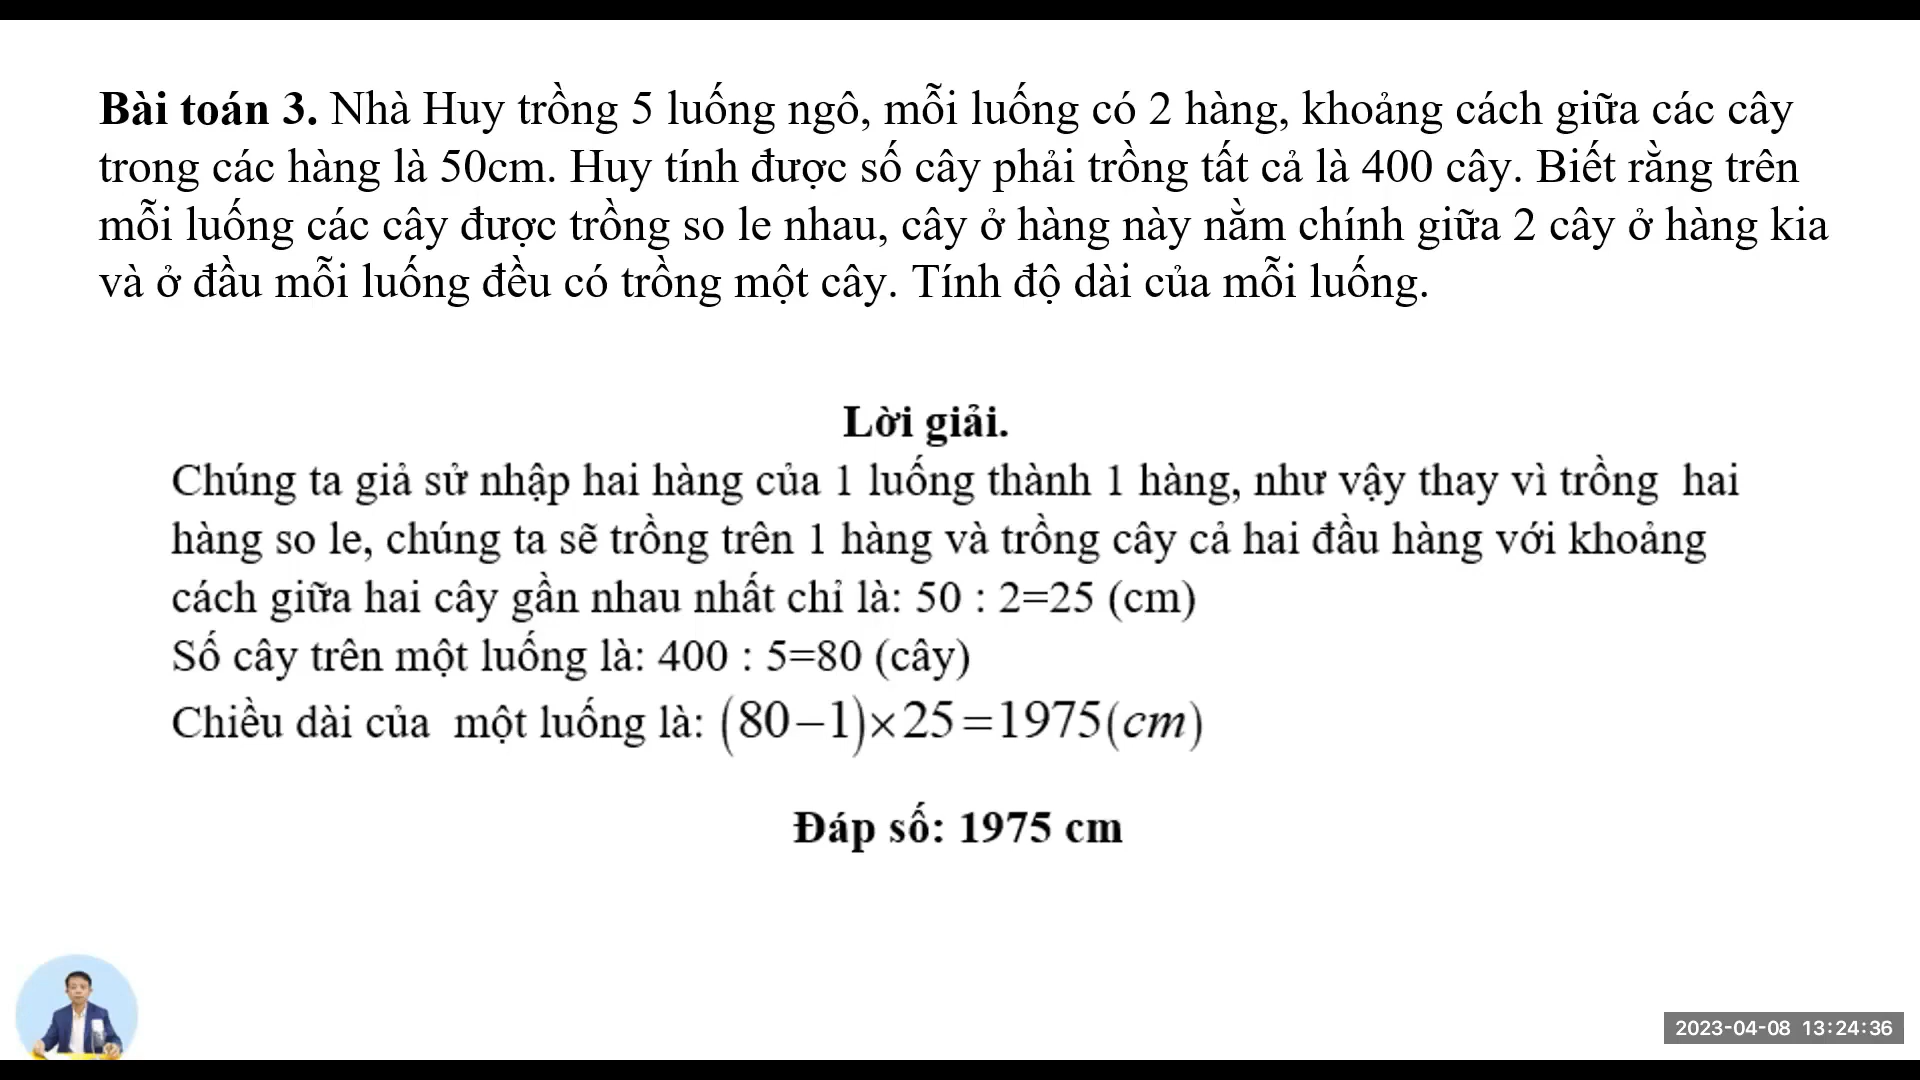 Bài toán 3. Nhà Huy trồng 5 luống ngô, mỗi luống có 2 hàng, khoảng cách giữa các cây
trong các hàng là 50cm. Huy tính được số cây phải trồng tất cả là 400 cây. Biết rằng trên
mỗi luống các cây được trồng so le nhau, cây ở hàng này nằm chính giữa 2 cây ở hàng kia
và ở đầu mỗi luống đều có trồng một cây. Tính độ dài của mỗi luống.
Lời giải.
Chúng ta giả sử nhập hai hàng của 1 luống thành 1 hàng, như vậy thay vì trồng hai
hàng so le, chúng ta sẽ trồng trên 1 hàng và trồng cây cả hai đầu hàng với khoảng
cách giữa hai cây gần nhau nhất chỉ là: 50 : 2=25 (cm)
Số cây trên một luống là: 400 : 5=80 (cây)
Chiều dài của một luống là: (80−1)×25=1975(cm)
Đáp số: 1975 cm
2023-04-08 13:24:36